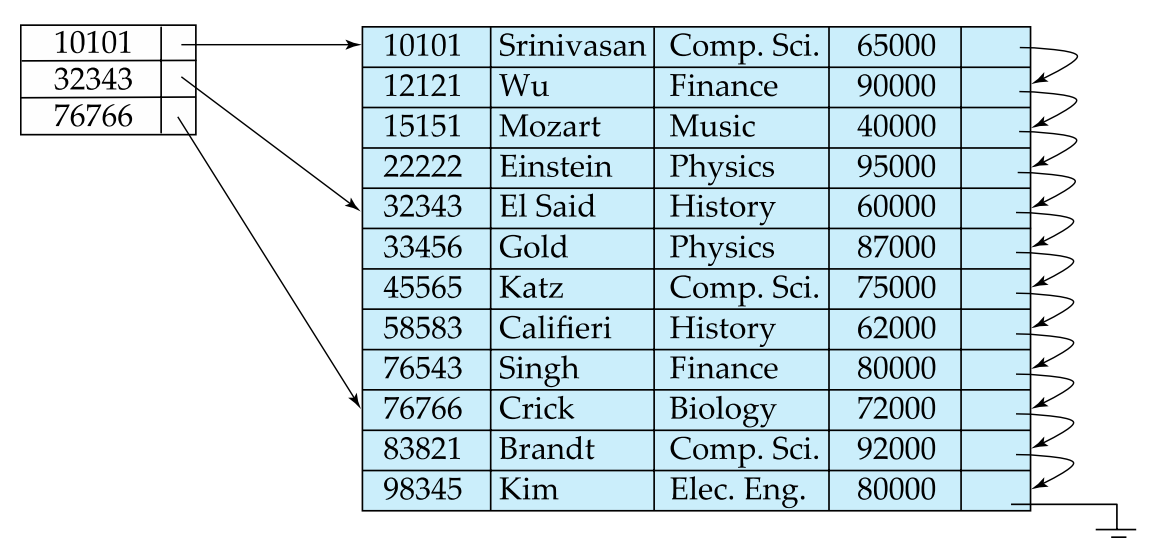 10101
32343
76766
10101 Srinivasan Comp. Sci. 65000
12121 Wu Finance 90000
15151 Mozart Music 40000
22222 Einstein Physics 95000
32343 El Said History 60000
33456 Gold Physics 87000
45565 Katz Comp. Sci. 75000
58583 Califieri History 62000
76543 Singh Finance 80000
76766 Crick Biology 72000
83821 Brandt Comp. Sci. 92000
98345 Kim Elec. Eng. 80000